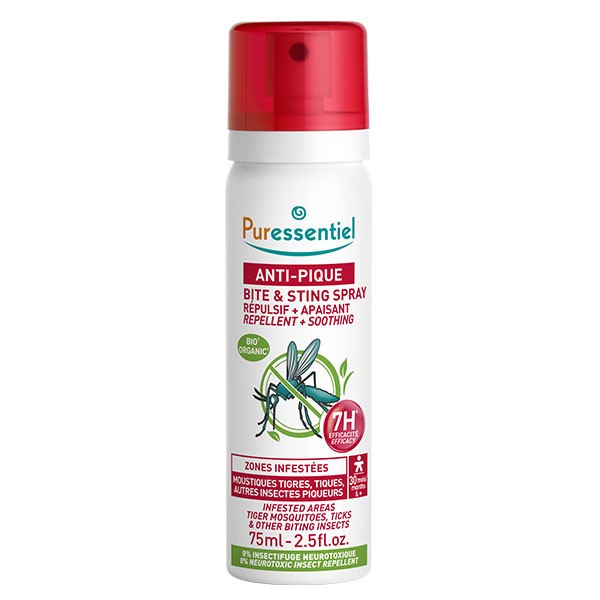 Puressentiel
ANTI-PIQUE
BITE & STING SPRAY
RÉPULSIF + APAISANT
REPELLENT + SOOTHING
BIO¹
ORGANIC¹
7H*
EFFICACITÉ
EFFICACY
ZONES INFESTÉES
MOUSTIQUES TIGRES, TIQUES,
AUTRES INSECTES PIQUEURS
30 mois/
months
& +
INFESTED AREAS
TIGER MOSQUITOES, TICKS
& OTHER BITING INSECTS
75ml - 2.5fl.oz.
0% INSECTIFUGE NEUROTOXIQUE
0% NEUROTOXIC INSECT REPELLENT